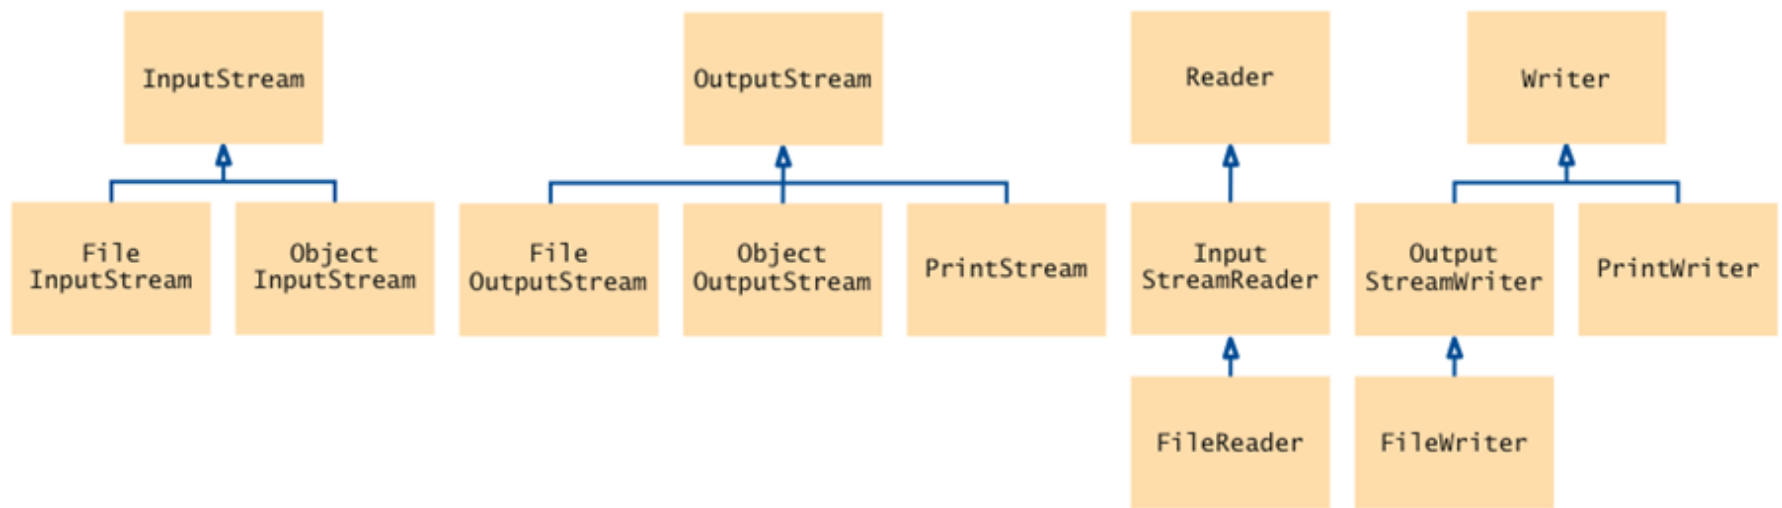 InputStream
OutputStream
Reader
Writer
File
InputStream
Object
InputStream
File
OutputStream
Object
OutputStream
PrintStream
Input
StreamReader
Output
StreamWriter
PrintWriter
FileReader
FileWriter